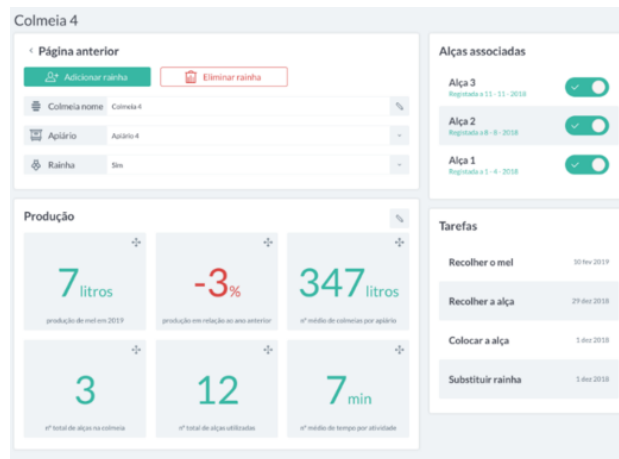 Colmeia 4
‹ Página anterior
Adicionar rainha
Eliminar rainha
Colmeia nome Colmeia 4
Apiário Apiário 4
Rainha Sim
Produção
7 litros
produção de mel em 2019
-3%
produção em relação ao ano anterior
347 litros
nº médio de colmeias por apiário
3
nº total de alças na colmeia
12
nº total de alças utilizadas
7 min
nº médio de tempo por atividade
Alças associadas
Alça 3
Registada a 11 - 11 - 2018
Alça 2
Registada a 8 - 8 - 2018
Alça 1
Registada a 1 - 4 - 2018
Tarefas
Recolher o mel 10 fev 2019
Recolher a alça 29 dez 2018
Colocar a alça 1 dez 2018
Substituir rainha 1 dez 2018